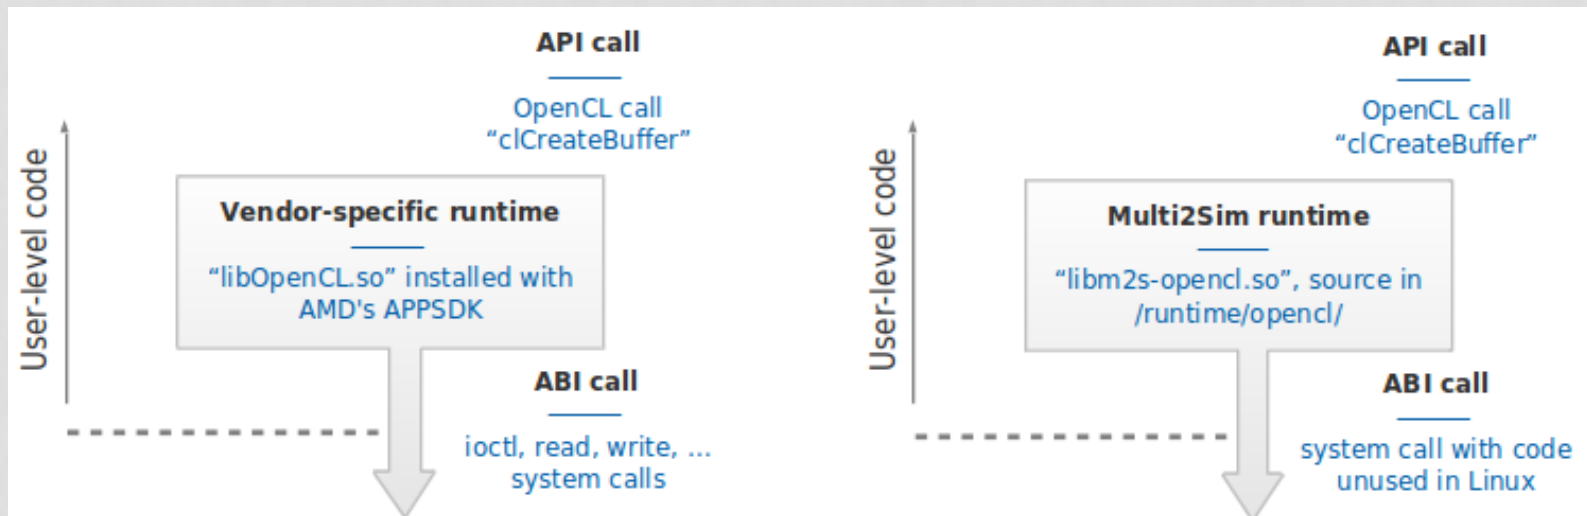 API call
OpenCL call
“clCreateBuffer”
User-level code
Vendor-specific runtime
“libOpenCL.so” installed with
AMD's APPSDK
ABI call
ioctl, read, write, ...
system calls
API call
OpenCL call
“clCreateBuffer”
User-level code
Multi2Sim runtime
“libm2s-opencl.so”, source in
/runtime/opencl/
ABI call
system call with code
unused in Linux